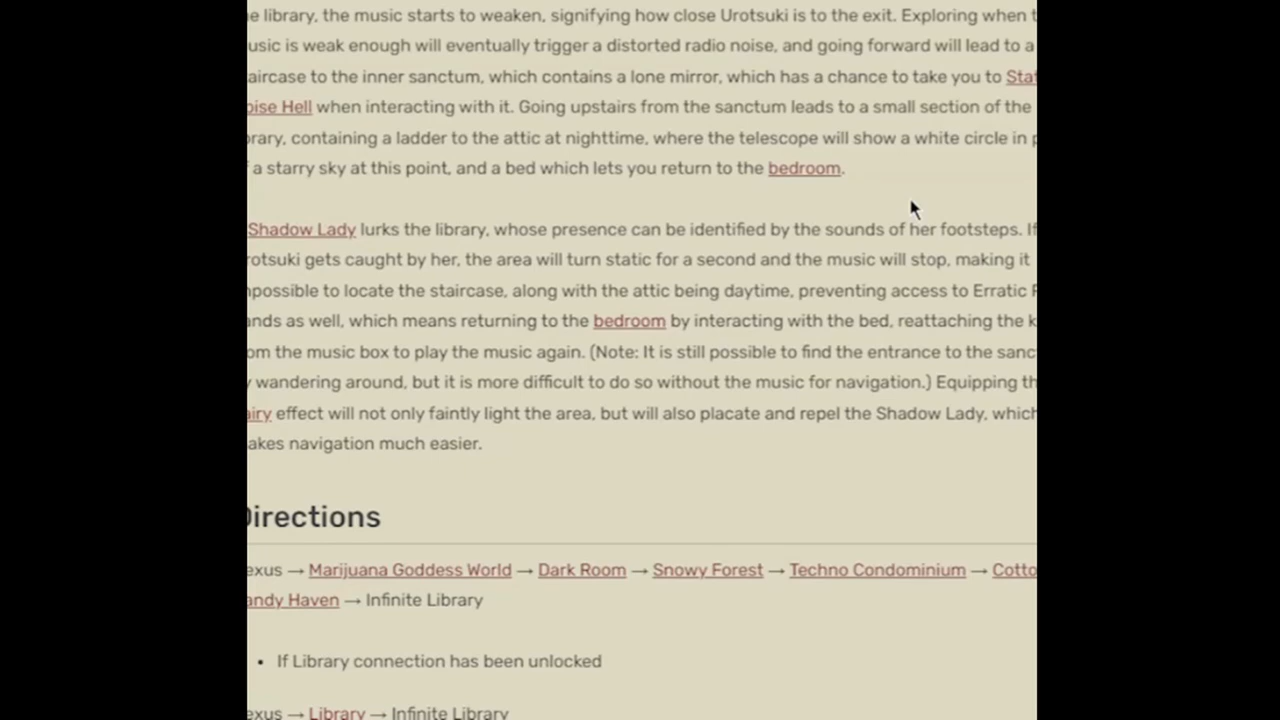 e library, the music starts to weaken, signifying how close Urotsuki is to the exit. Exploring when t
usic is weak enough will eventually trigger a distorted radio noise, and going forward will lead to a
aircase to the inner sanctum, which contains a lone mirror, which has a chance to take you to Stat
oise Hell when interacting with it. Going upstairs from the sanctum leads to a small section of the
brary, containing a ladder to the attic at nighttime, where the telescope will show a white circle in p
f a starry sky at this point, and a bed which lets you return to the bedroom.
Shadow Lady lurks the library, whose presence can be identified by the sounds of her footsteps. If
rotsuki gets caught by her, the area will turn static for a second and the music will stop, making it
mpossible to locate the staircase, along with the attic being daytime, preventing access to Erratic P
ands as well, which means returning to the bedroom by interacting with the bed, reattaching the k
om the music box to play the music again. (Note: It is still possible to find the entrance to the sanc
y wandering around, but it is more difficult to do so without the music for navigation.) Equipping th
airy effect will not only faintly light the area, but will also placate and repel the Shadow Lady, which
akes navigation much easier.
Directions
exus → Marijuana Goddess World → Dark Room → Snowy Forest → Techno Condominium → Cotto
andy Haven → Infinite Library
• If Library connection has been unlocked
exus → Library → Infinite Library